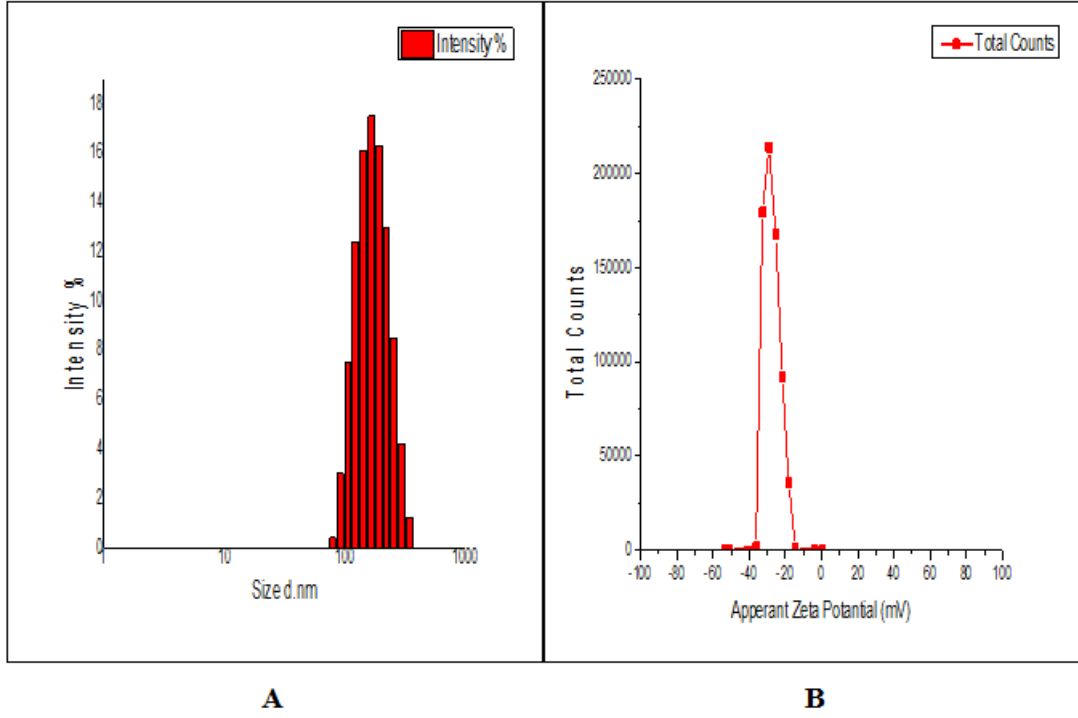 Intensity %
18
16
14
12
10
8
6
4
2
0
Intensity %
10
100
1000
Size d.nm
A
Total Counts
250000
200000
150000
100000
50000
0
Total Counts
-100 -80 -60 -40 -20 0 20 40 60 80 100
Apperant Zeta Potential (mV)
B